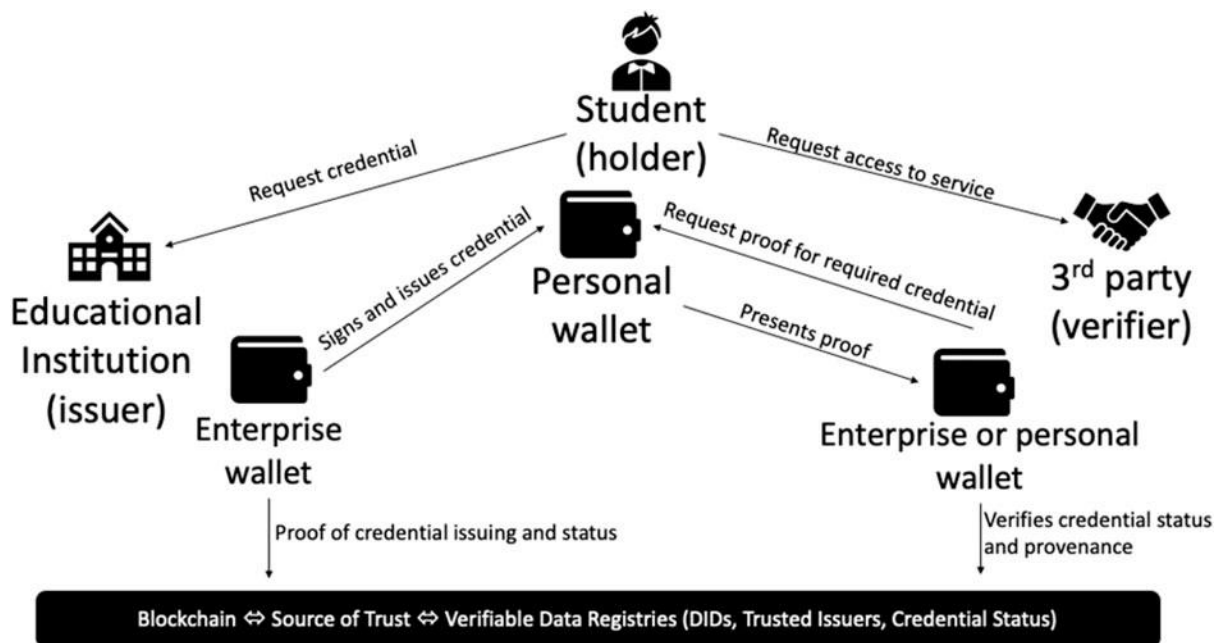 Student
(holder)
Request credential
Request access to service
Educational
Institution
(issuer)
Signs and issues credential
Personal
wallet
Request proof for required credential
Presents proof
3rd party
(verifier)
Enterprise
wallet
Enterprise or personal
wallet
Proof of credential issuing and status
Verifies credential status
and provenance
Blockchain ⇔ Source of Trust ⇔ Verifiable Data Registries (DIDs, Trusted Issuers, Credential Status)